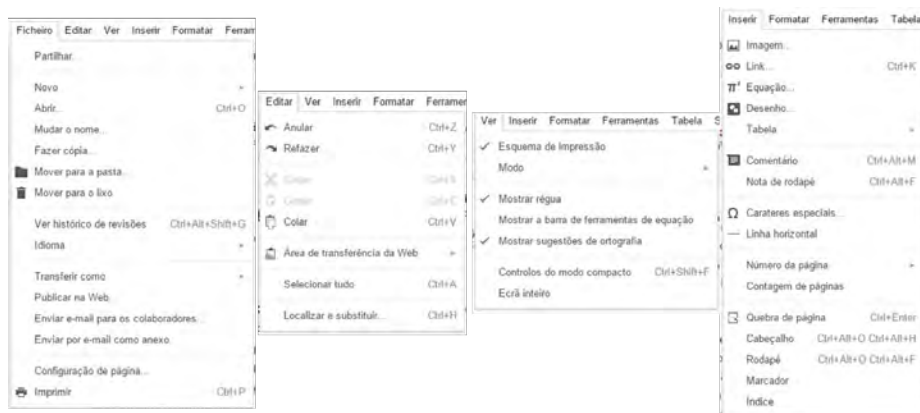 Ficheiro Editar Ver Inserir Formatar Ferram
Partilhar...
Novo
Abrir... Ctrl+O
Mudar o nome...
Fazer cópia...
Mover para a pasta...
Mover para o lixo
Ver histórico de revisões Ctrl+Alt+Shift+G
Idioma
Transferir como
Publicar na Web...
Enviar e-mail para os colaboradores...
Enviar por e-mail como anexo...
Configuração de página...
Imprimir Ctrl+P
Editar Ver Inserir Formatar Ferramer
Anular Ctrl+Z
Refazer Ctrl+Y
Colar Ctrl+V
Área de transferência da Web
Selecionar tudo Ctrl+A
Localizar e substituir... Ctrl+H
Ver Inserir Formatar Ferramentas Tabela S
Esquema de Impressão
Modo
Mostrar régua
Mostrar a barra de ferramentas de equação
Mostrar sugestões de ortografia
Controlos do modo compacto Ctrl+Shift+F
Ecrã inteiro
Inserir Formatar Ferramentas Tabela
Imagem...
Link... Ctrl+K
Equação...
Desenho...
Tabela
Comentário Ctrl+Alt+M
Nota de rodapé Ctrl+Alt+F
Carateres especiais...
Linha horizontal
Número da página
Contagem de páginas
Quebra de página Ctrl+Enter
Cabeçalho Ctrl+Alt+O Ctrl+Alt+H
Rodapé Ctrl+Alt+O Ctrl+Alt+F
Marcador
Índice